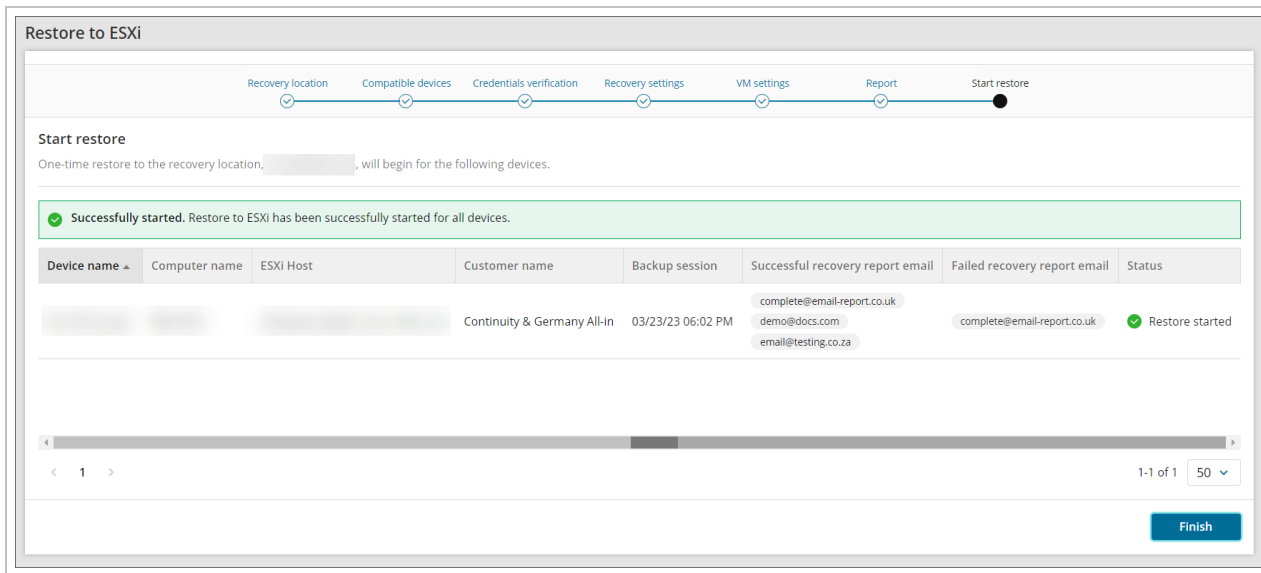 Restore to ESXi
Recovery location Compatible devices Credentials verification Recovery settings VM settings Report Start restore
Start restore
One-time restore to the recovery location, , will begin for the following devices.
Successfully started. Restore to ESXi has been successfully started for all devices.
Device name Computer name ESXi Host Customer name Backup session Successful recovery report email Failed recovery report email Status
complete@email-report.co.uk
Continuity & Germany All-in 03/23/23 06:02 PM demo@docs.com complete@email-report.co.uk Restore started
email@testing.co.za
1 1-1 of 1 50
Finish